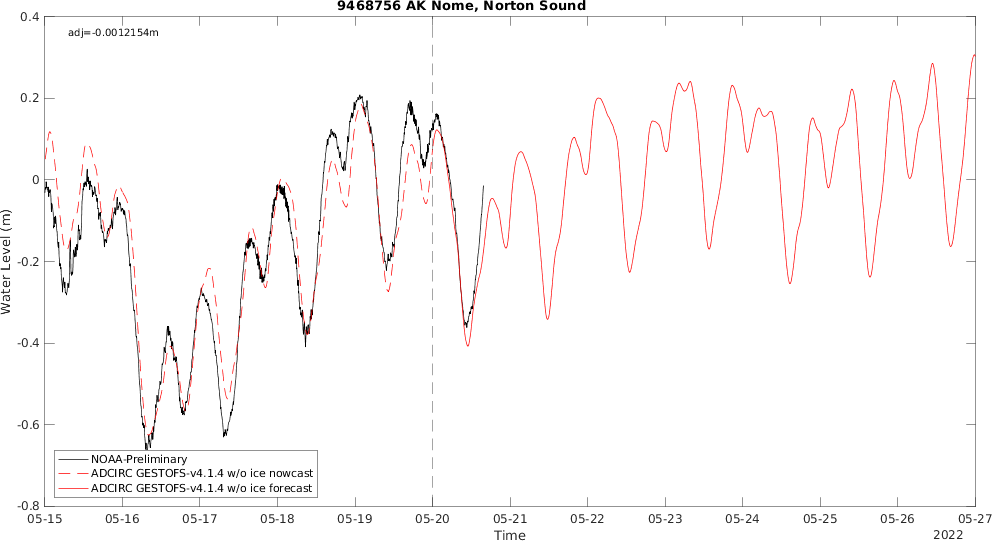 9468756 AK Nome, Norton Sound
adj=-0.0012154m
0.4
0.2
0
-0.2
-0.4
-0.6
-0.8
Water Level (m)
NOAA-Preliminary
ADCIRC GESTOFS-v4.1.4 w/o ice nowcast
ADCIRC GESTOFS-v4.1.4 w/o ice forecast
05-15 05-16 05-17 05-18 05-19 05-20 05-21 05-22 05-23 05-24 05-25 05-26 05-27
Time
2022